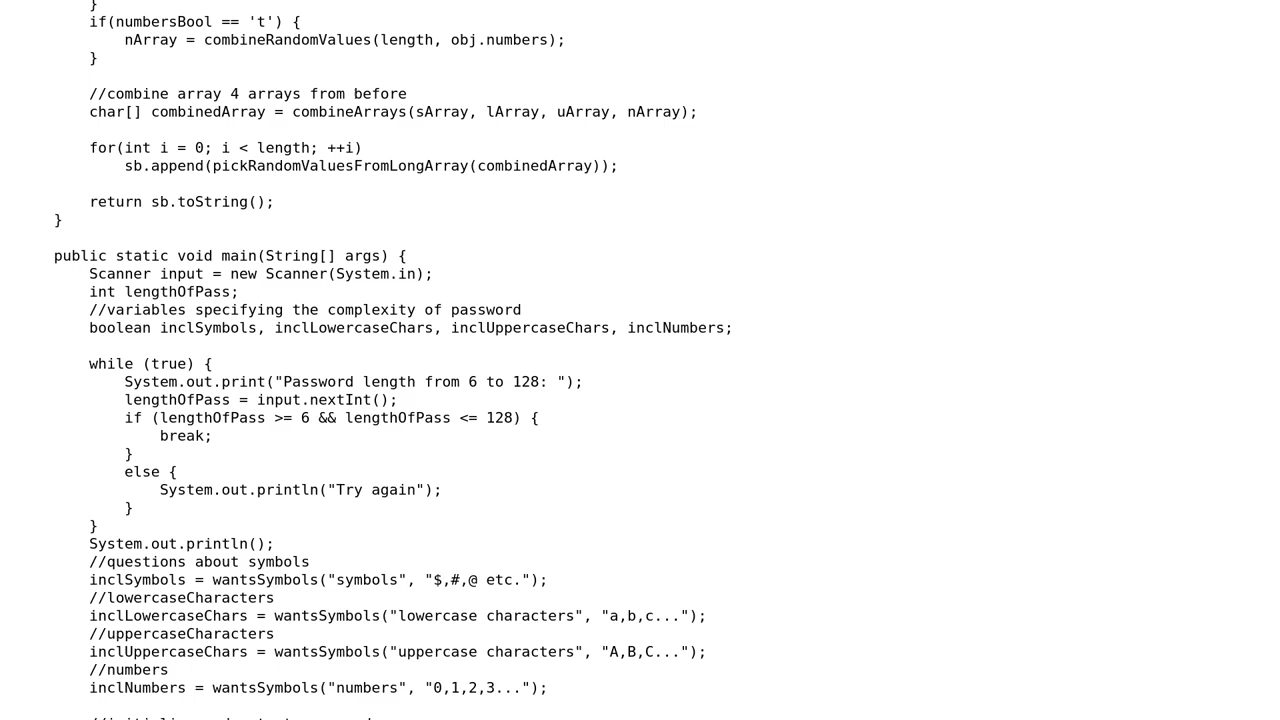 }
if(numbersBool == 't') {
nArray = combineRandomValues(length, obj.numbers);
}
//combine array 4 arrays from before
char[] combinedArray = combineArrays(sArray, lArray, uArray, nArray);
for(int i = 0; i < length; ++i)
sb.append(pickRandomValuesFromLongArray(combinedArray));
return sb.toString();
}
public static void main(String[] args) {
Scanner input = new Scanner(System.in);
int lengthOfPass;
//variables specifying the complexity of password
boolean inclSymbols, inclLowercaseChars, inclUppercaseChars, inclNumbers;
while (true) {
System.out.print("Password length from 6 to 128: ");
lengthOfPass = input.nextInt();
if (lengthOfPass >= 6 && lengthOfPass <= 128) {
break;
}
else {
System.out.println("Try again");
}
}
System.out.println();
//questions about symbols
inclSymbols = wantsSymbols("symbols", "$,#,@ etc.");
//lowercaseCharacters
inclLowercaseChars = wantsSymbols("lowercase characters", "a,b,c...");
//uppercaseCharacters
inclUppercaseChars = wantsSymbols("uppercase characters", "A,B,C...");
//numbers
inclNumbers = wantsSymbols("numbers", "0,1,2,3...");